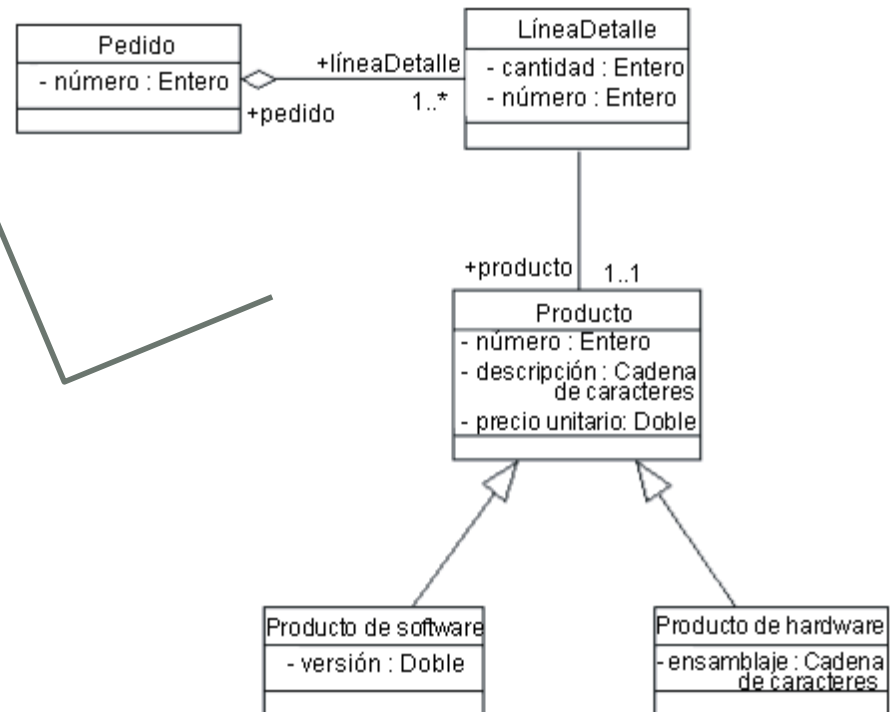 Pedido
- número : Entero
+pedido
+líneaDetalle
1..*
LíneaDetalle
- cantidad : Entero
- número : Entero
+producto
1..1
Producto
- número : Entero
- descripción : Cadena
de caracteres
- precio unitario: Doble
Producto de software
- versión : Doble
Producto de hardware
- ensamblaje : Cadena
de caracteres